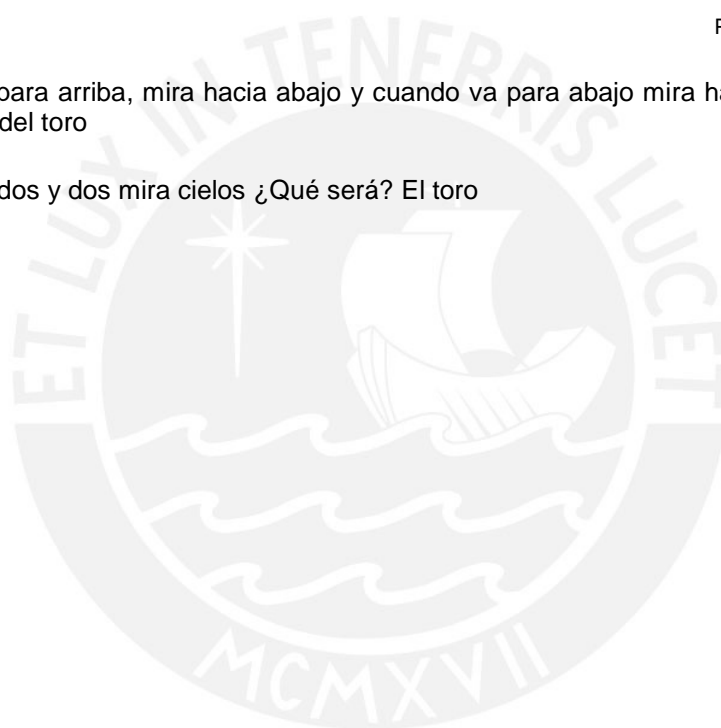 para arriba, mira hacia abajo y cuando va para abajo mira
del toro
dos y dos mira cielos ¿Qué será? El toro
ET LUX IN TENEBRIS LUCET
MCMXVII